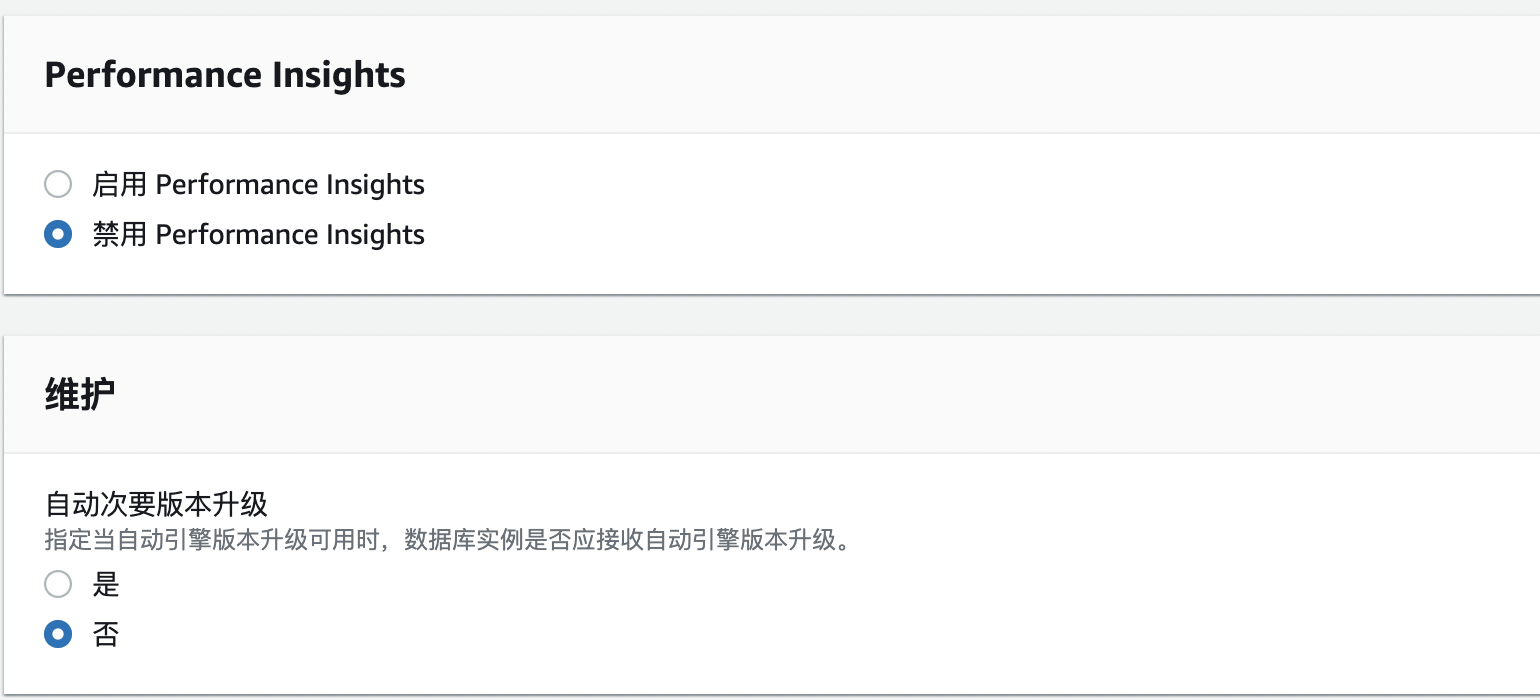 Performance Insights
启用 Performance Insights
禁用 Performance Insights
维护
自动次要版本升级
指定当自动引擎版本升级可用时，数据库实例是否应接收自动引擎版本升级。
是
否